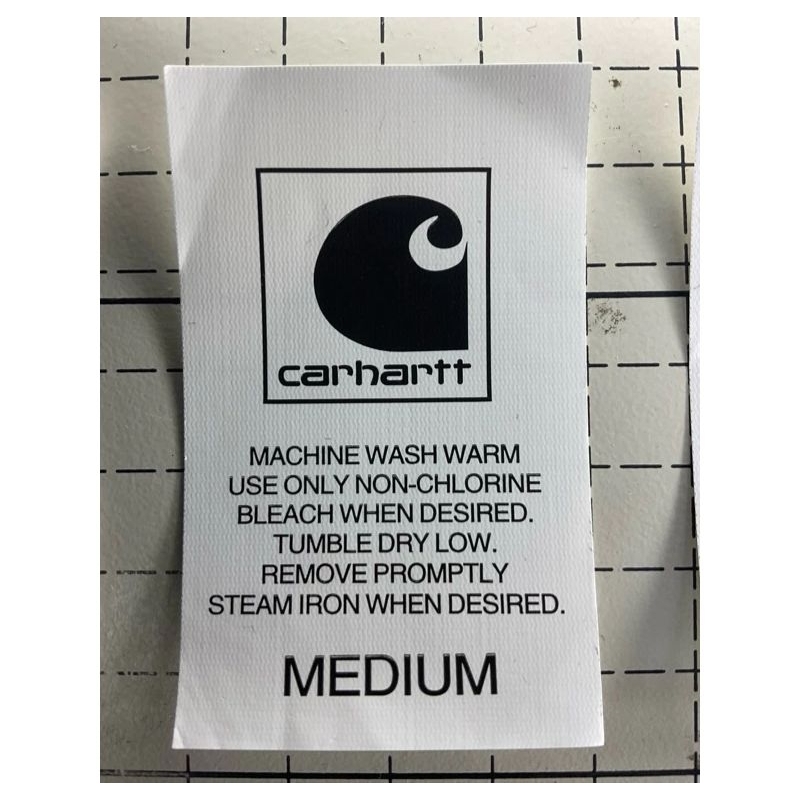 carhartt
MACHINE WASH WARM
USE ONLY NON-CHLORINE
BLEACH WHEN DESIRED.
TUMBLE DRY LOW.
REMOVE PROMPTLY
STEAM IRON WHEN DESIRED.
MEDIUM